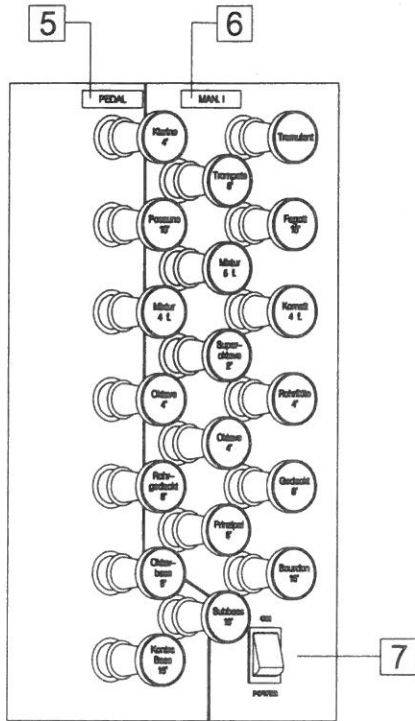 5
6
PEDAL
MAN. I
Klarine
4'
Tremulant
Trompete
8'
Posaune
16'
Fagott
16'
Mixtur
5 f.
Mixtur
4 f.
Kornett
4 f.
Super-
oktave
2'
Oktave
4'
Rohrflöte
4'
Oktave
4'
Rohr-
gedackt
8'
Gedackt
8'
Prinzipal
8'
Oktav-
bass
8'
Bourdon
16'
Subbass
16'
ON
Kontra
Bass
16'
7
POWER